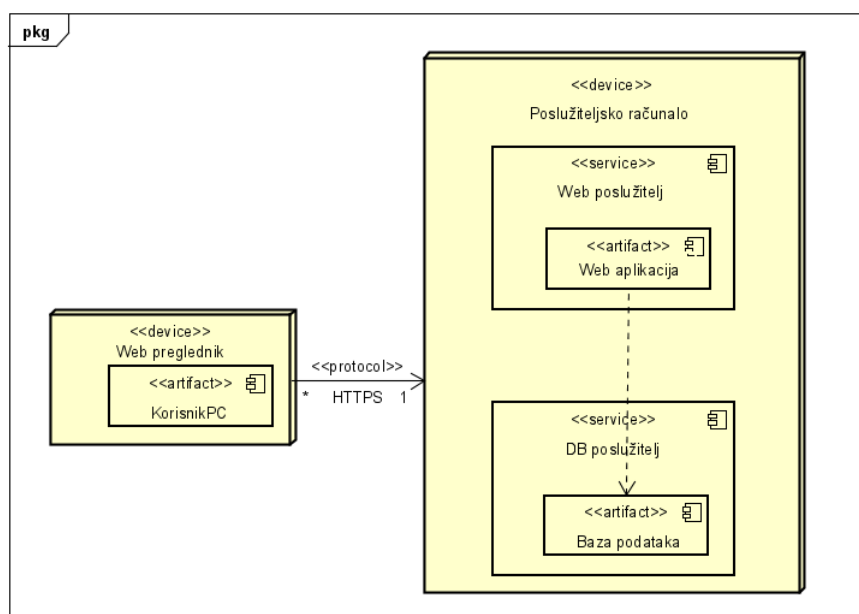 pkg
<<device>>
Poslužiteljsko računalo
<<service>>
Web poslužitelj
<<artifact>>
Web aplikacija
<<device>>
Web preglednik
<<artifact>>
KorisnikPC
<<protocol>>
* HTTPS 1
<<service>>
DB poslužitelj
<<artifact>>
Baza podataka